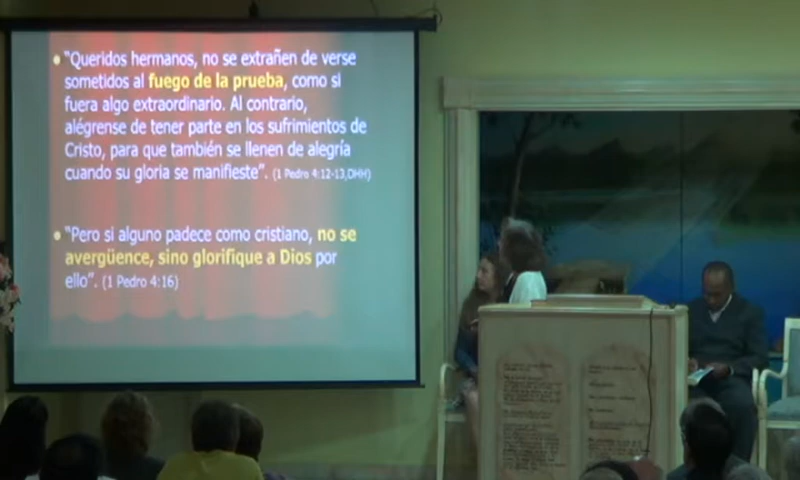 “Queridos hermanos, no se extrañen de verse
sometidos al fuego de la prueba, como si
fuera algo extraordinario. Al contrario,
alégrense de tener parte en los sufrimientos de
Cristo, para que también se llenen de alegría
cuando su gloria se manifieste”. (1 Pedro 4:12-13,DHH)
“Pero si alguno padece como cristiano, no se
avergüence, sino glorifique a Dios por
ello”. (1 Pedro 4:16)